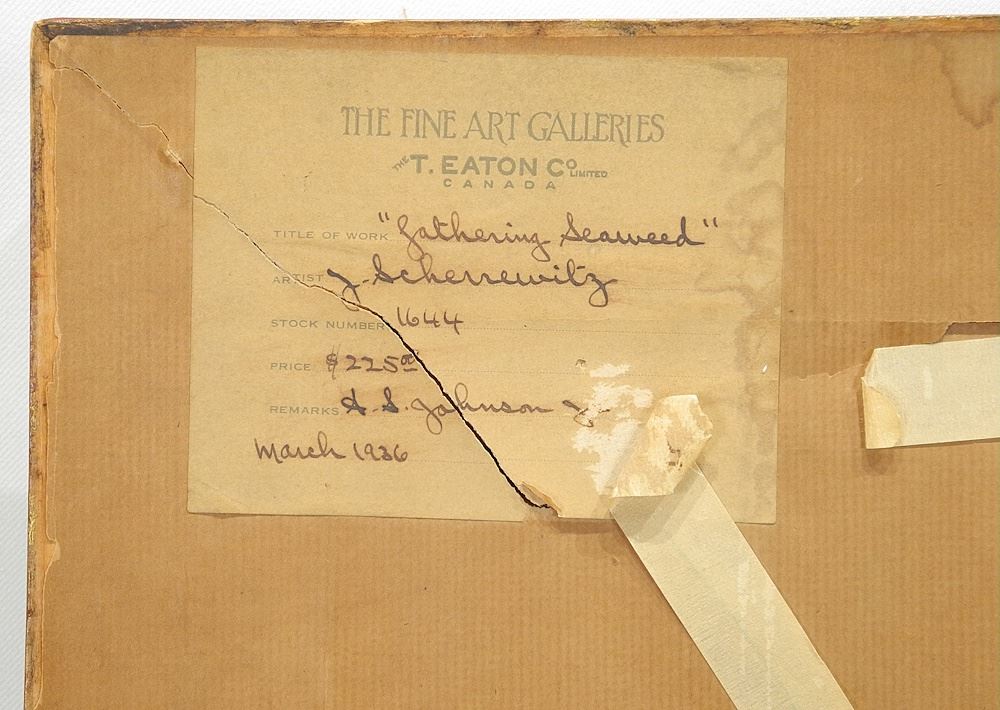 THE FINE ART GALLERIES
THE T. EATON CO LIMITED
CANADA
TITLE OF WORK "Gathering Seaweed"
ARTIST J. Scherrewitz
STOCK NUMBER 1644
PRICE $225.00
REMARKS A. S. Johnson
March 1936